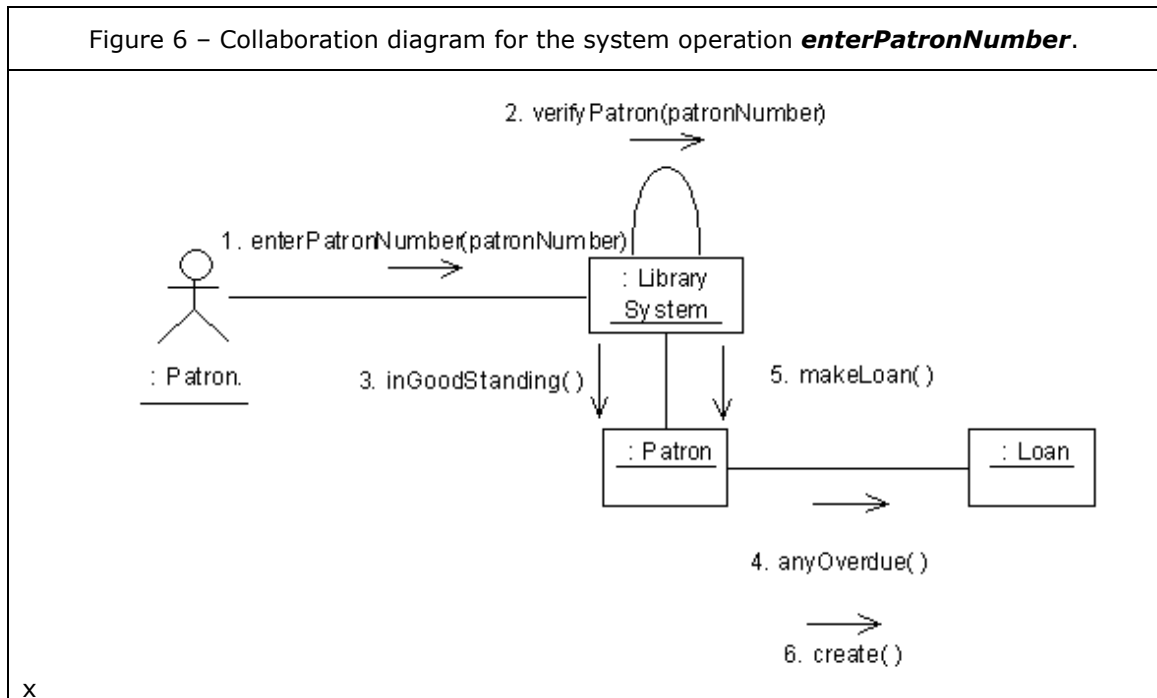 Figure 6 – Collaboration diagram for the system operation enterPatronNumber.
2. verifyPatron(patronNumber)
1. enterPatronNumber(patronNumber)
: Library
System
: Patron.
3. inGoodStanding( )
5. makeLoan( )
: Patron
: Loan
4. anyOverdue( )
6. create( )
x